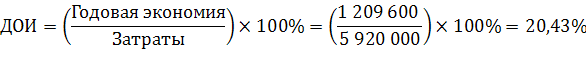 ДОИ = (Годовая экономия / Затраты) × 100% = (1 209 600 / 5 920 000) × 100% = 20,43%